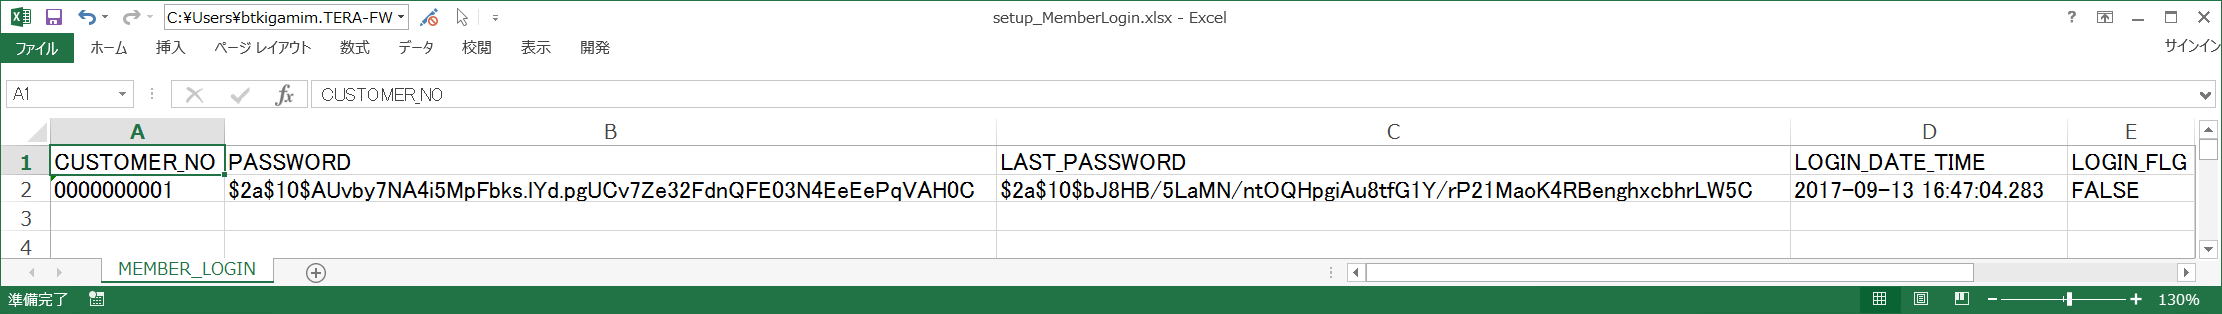 C:¥Users¥btkigamim.TERA-FW
setup_MemberLogin.xlsx - Excel
ファイル ホーム 挿入 ページ レイアウト 数式 データ 校閲 表示 開発 サインイン
A1 fx CUSTOMER_NO
A B C D E
1 CUSTOMER_NO PASSWORD LAST_PASSWORD LOGIN_DATE_TIME LOGIN_FLG
2 0000000001 $2a$10$AUvby7NA4i5MpFbks.lYd.pgUCv7Ze32FdnQFE03N4EeEePqVAH0C $2a$10$bJ8HB/5LaMN/ntOQHpgiAu8tfG1Y/rP21MaoK4RBenghxcbhrLW5C 2017-09-13 16:47:04.283 FALSE
3
4
MEMBER_LOGIN
準備完了 130%